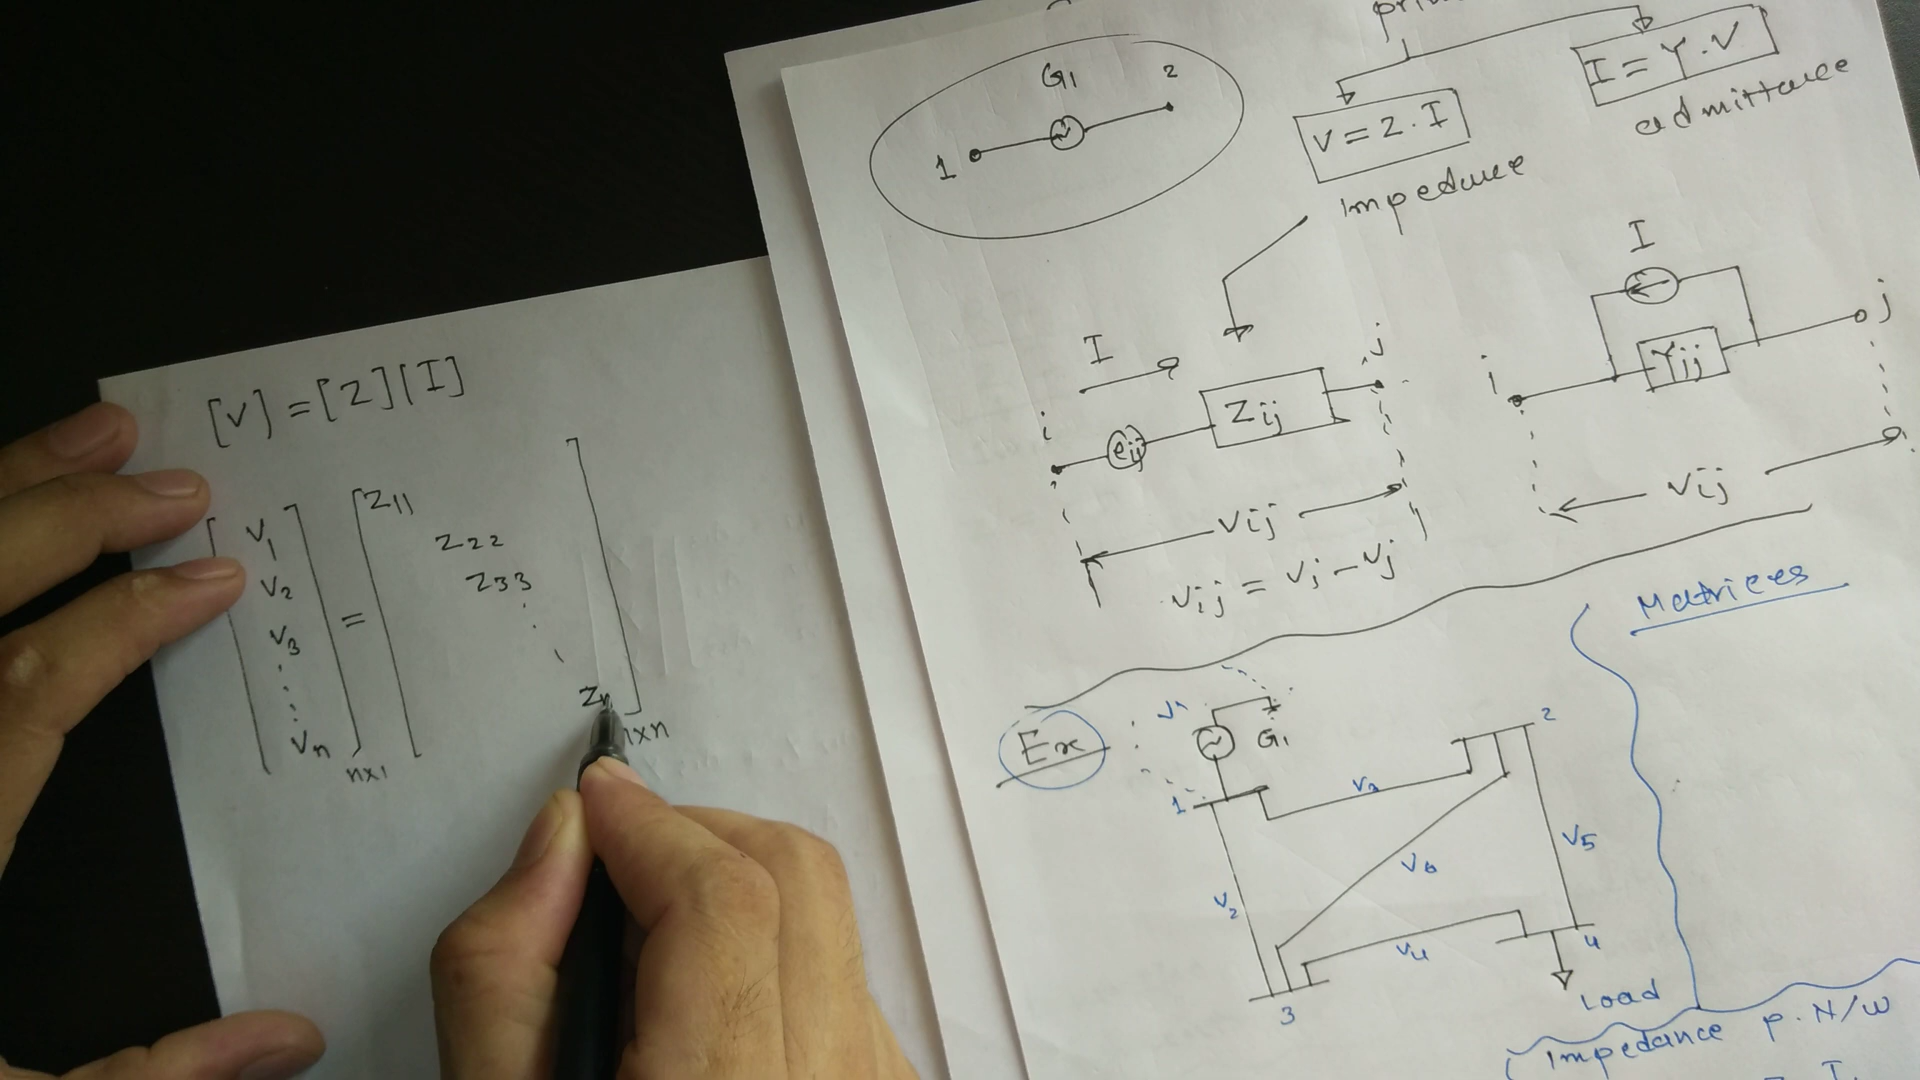 [V] = [Z][I]
V1
V2
V3
Vn
nx1
=
Z11
Z22
Z33
Zn
nxn
G1
1
2
V = Z · I
Impedance
I = Y · V
admittance
I
i
eij
Zij
j
Vij
Vij = Vi − Vj
I
i
Yij
j
Vij
Matrices
Ex
G1
1
2
V2
V6
V5
V4
3
4
Load
Impedance p. N/W